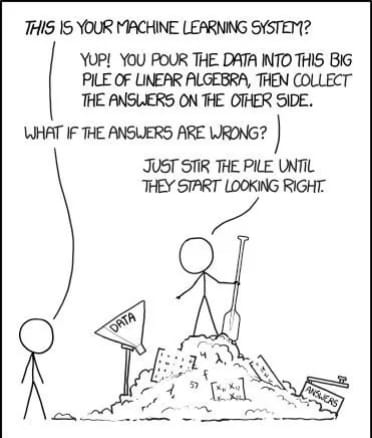 THIS IS YOUR MACHINE LEARNING SYSTEM?
YUP! YOU POUR THE DATA INTO THIS BIG
PILE OF LINEAR ALGEBRA, THEN COLLECT
THE ANSWERS ON THE OTHER SIDE.
WHAT IF THE ANSWERS ARE WRONG?
JUST STIR THE PILE UNTIL
THEY START LOOKING RIGHT.
DATA
ANSWERS